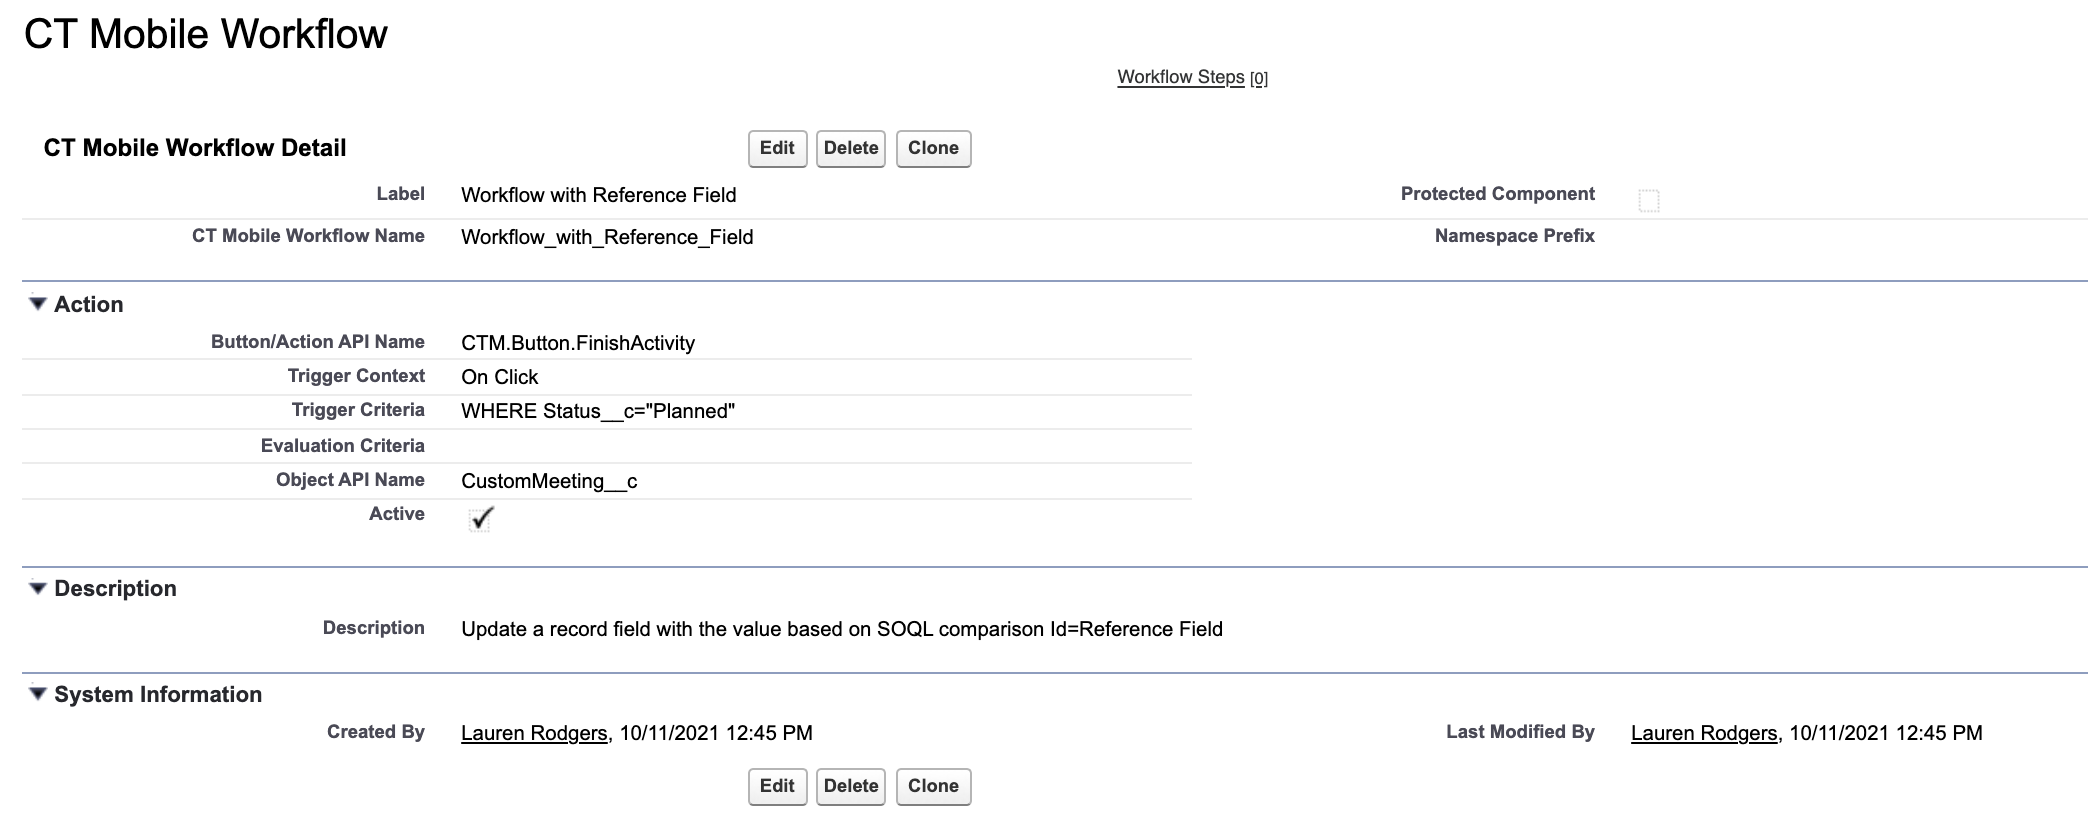 CT Mobile Workflow
Workflow Steps [0]
CT Mobile Workflow Detail Edit Delete Clone
Label Workflow with Reference Field Protected Component
CT Mobile Workflow Name Workflow_with_Reference_Field Namespace Prefix
Action
Button/Action API Name CTM.Button.FinishActivity
Trigger Context On Click
Trigger Criteria WHERE Status__c="Planned"
Evaluation Criteria
Object API Name CustomMeeting__c
Active
Description
Description Update a record field with the value based on SOQL comparison Id=Reference Field
System Information
Created By Lauren Rodgers, 10/11/2021 12:45 PM Last Modified By Lauren Rodgers, 10/11/2021 12:45 PM
Edit Delete Clone